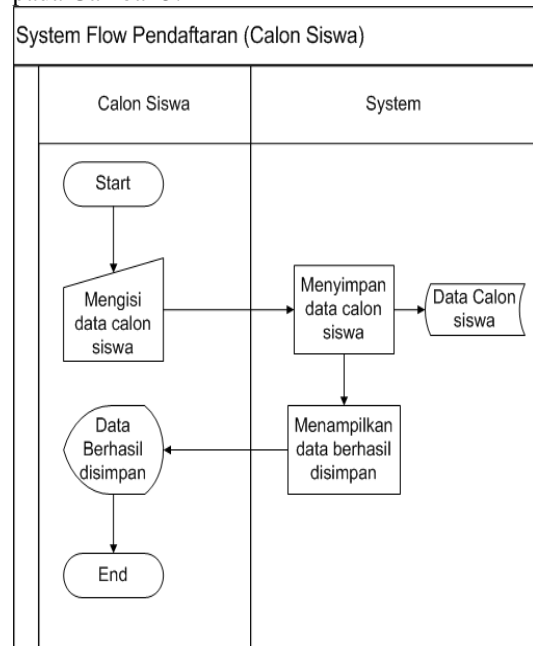 System Flow Pendaftaran (Calon Siswa)
Calon Siswa
System
Start
Mengisi
data calon
siswa
Menyimpan
data calon
siswa
Data Calon
siswa
Data
Berhasil
disimpan
Menampilkan
data berhasil
disimpan
End